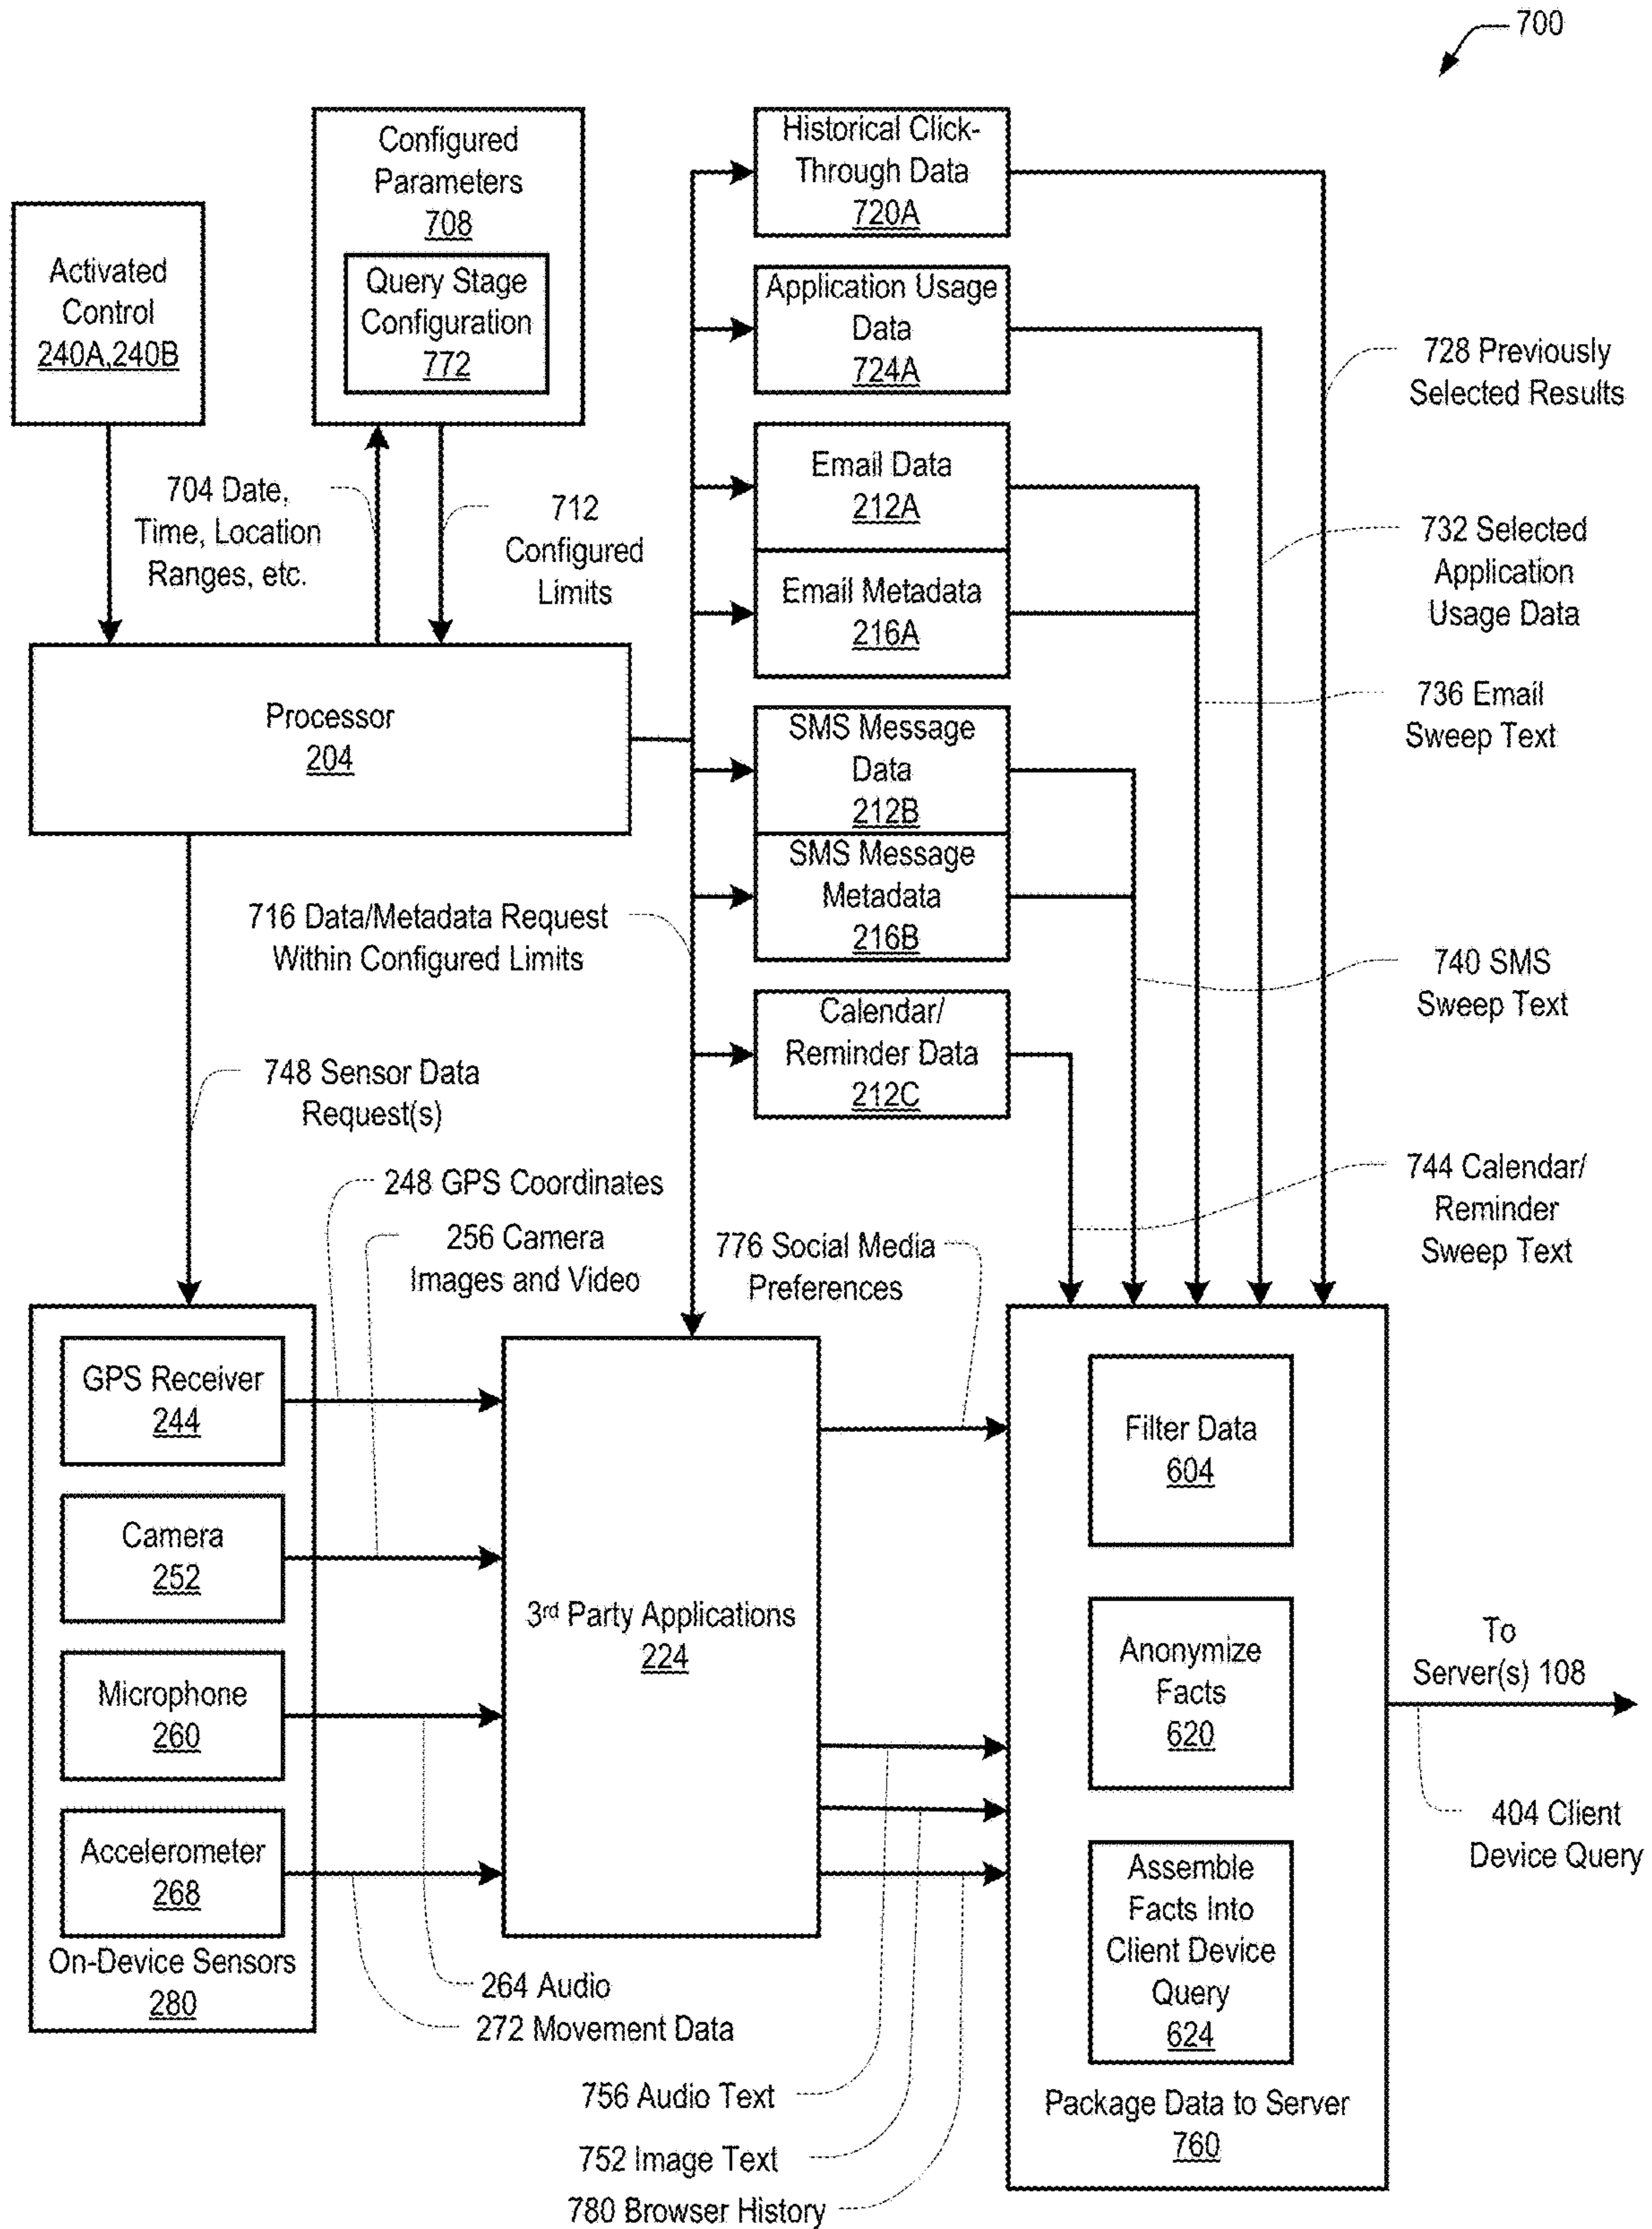 700
Configured
Parameters
708
Query Stage
Configuration
772
Activated
Control
240A,240B
Historical Click-
Through Data
720A
Application Usage
Data
724A
728 Previously
Selected Results
Email Data
212A
704 Date,
Time, Location
Ranges, etc.
712
Configured
Limits
732 Selected
Application
Usage Data
Email Metadata
216A
Processor
204
736 Email
Sweep Text
SMS Message
Data
212B
SMS Message
Metadata
216B
716 Data/Metadata Request
Within Configured Limits
740 SMS
Sweep Text
Calendar/
Reminder Data
212C
748 Sensor Data
Request(s)
744 Calendar/
Reminder
Sweep Text
248 GPS Coordinates
256 Camera
Images and Video
776 Social Media
Preferences
GPS Receiver
244
Camera
252
Microphone
260
Accelerometer
268
On-Device Sensors
280
3rd Party Applications
224
Filter Data
604
Anonymize
Facts
620
Assemble
Facts Into
Client Device
Query
624
Package Data to Server
760
To
Server(s) 108
404 Client
Device Query
264 Audio
272 Movement Data
756 Audio Text
752 Image Text
780 Browser History